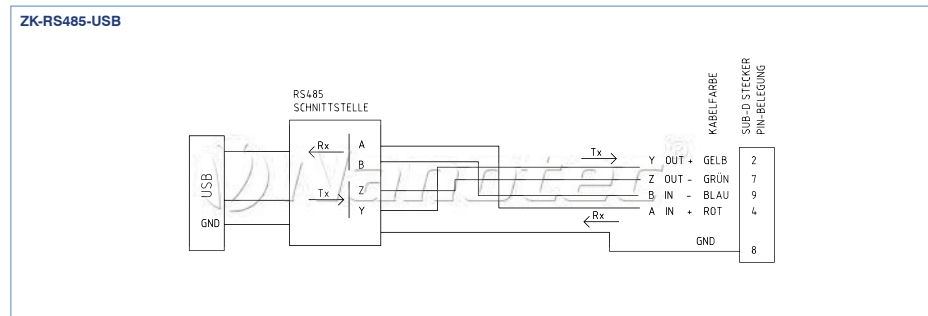 ZK-RS485-USB
RS485
SCHNITTSTELLE
USB
GND
Rx
Tx
A
B
Z
Y
Nanotec®
Tx
Rx
KABELFARBE
SUB-D STECKER
PIN-BELEGUNG
Y OUT + GELB 2
Z OUT - GRÜN 7
B IN - BLAU 9
A IN + ROT 4
GND 8